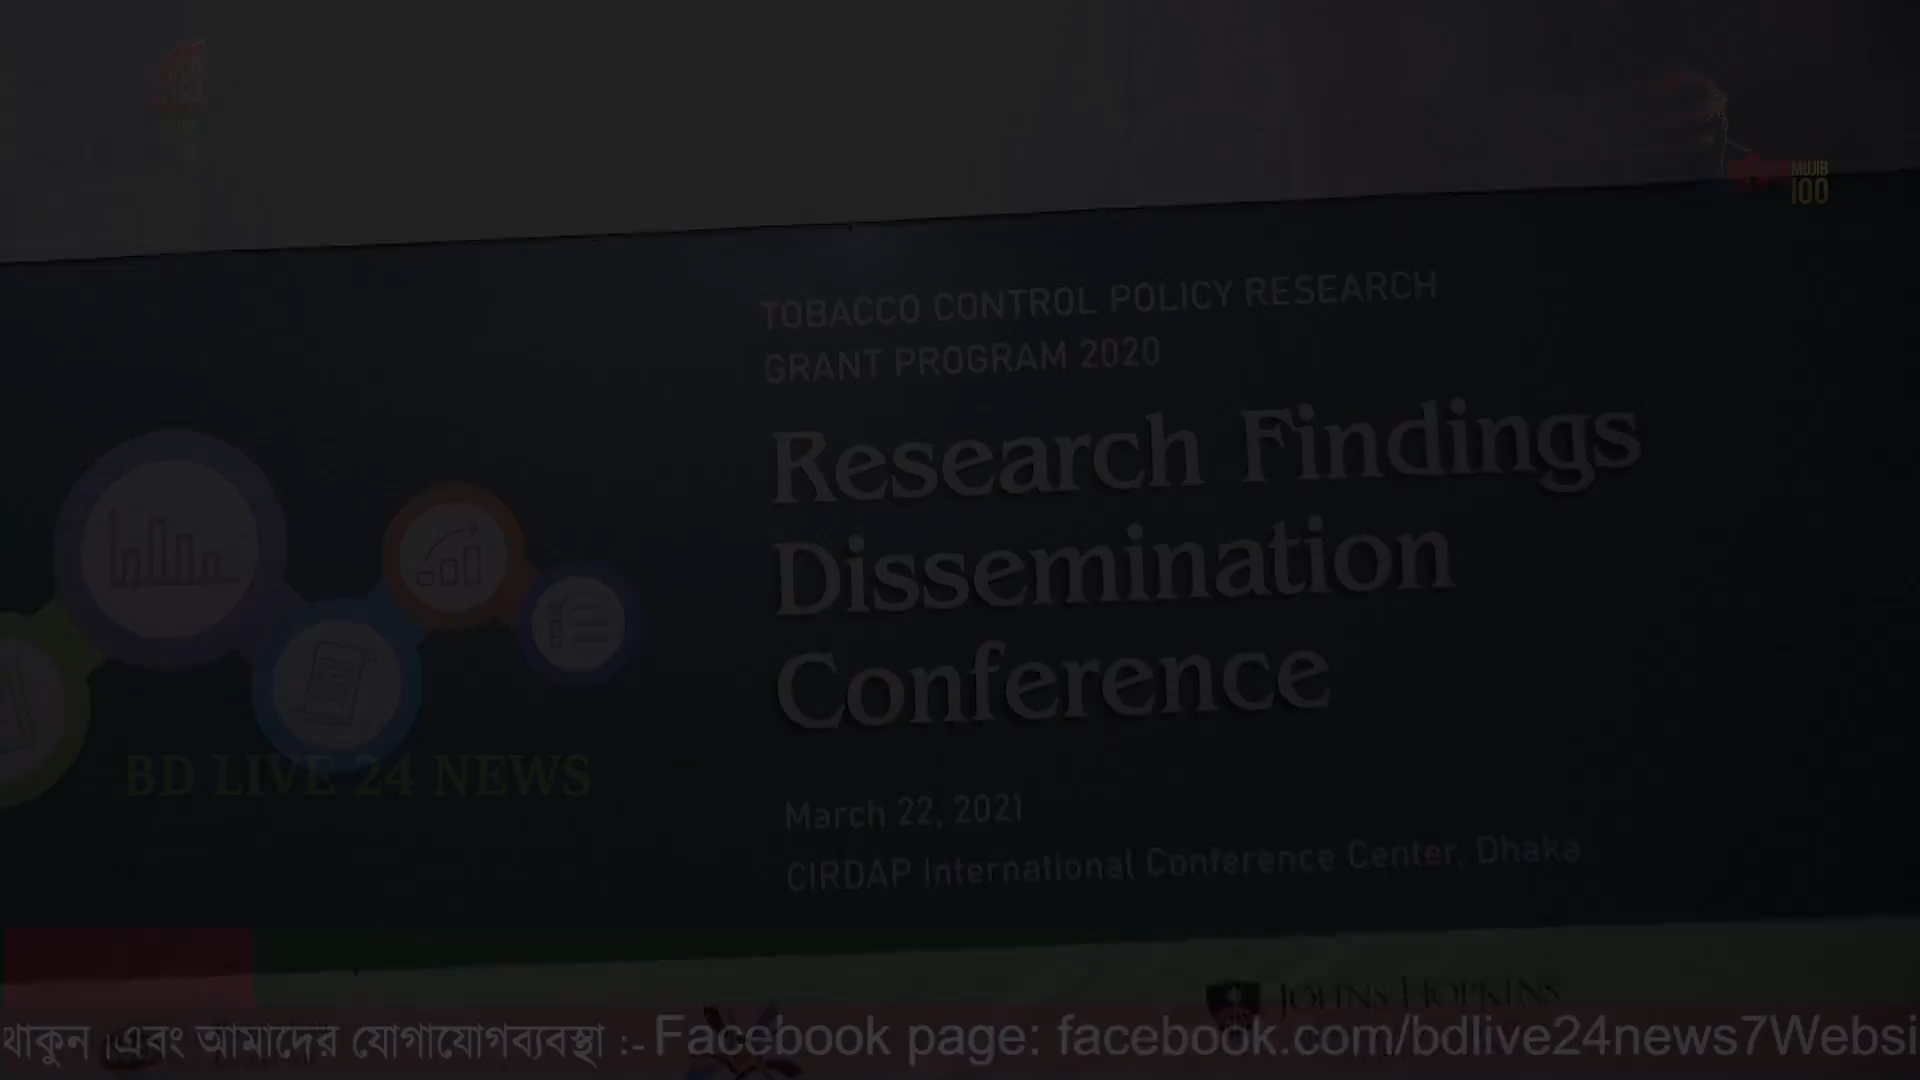 MUJIB
100
TOBACCO CONTROL POLICY RESEARCH
GRANT PROGRAM 2020
Research Findings
Dissemination
Conference
BD LIVE 24 NEWS
March 22, 2021
CIRDAP International Conference Center, Dhaka
JOHNS HOPKINS
থাকুন। এবং আমাদের যোগাযোগব্যবস্থা :- Facebook page: facebook.com/bdlive24news7Websi